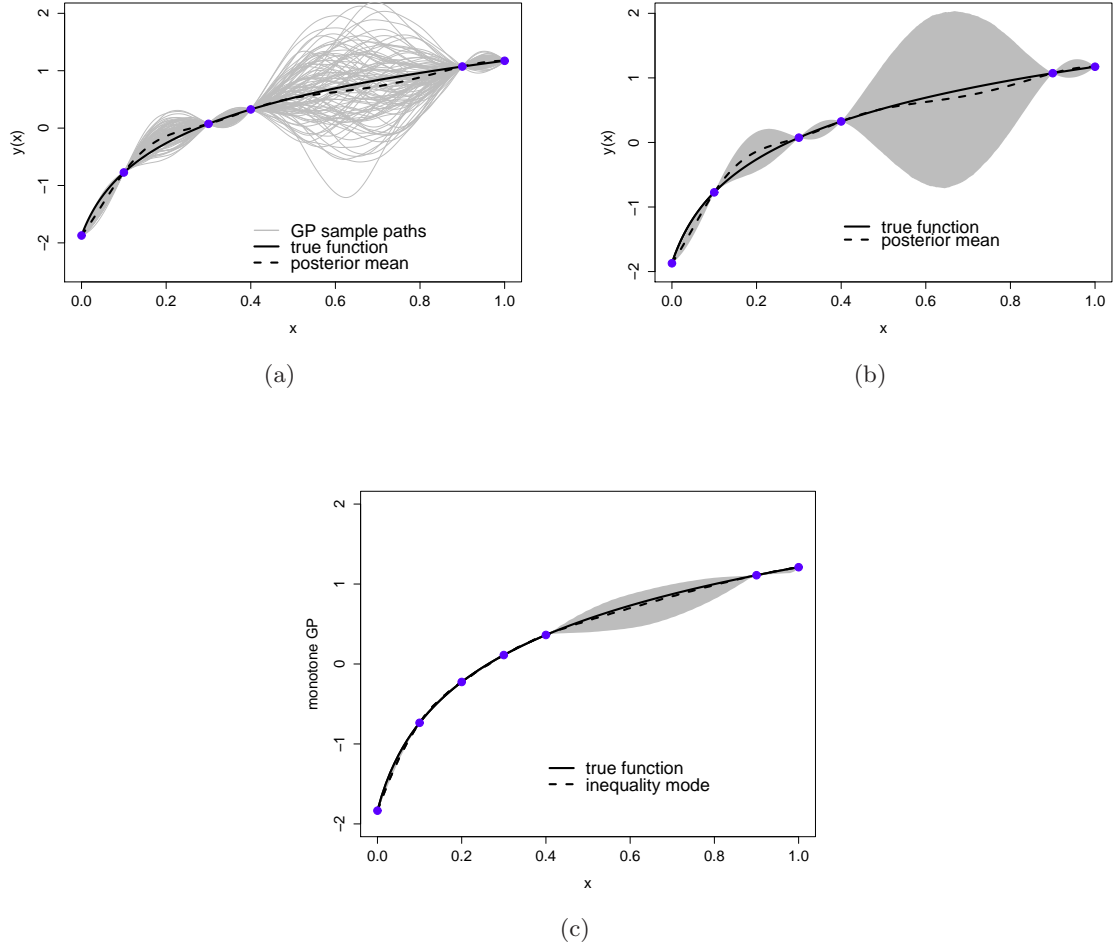 2
1
0
−1
−2
y(x)
GP sample paths
true function
posterior mean
0.0 0.2 0.4 0.6 0.8 1.0
x
(a)
2
1
0
−1
−2
y(x)
true function
posterior mean
0.0 0.2 0.4 0.6 0.8 1.0
x
(b)
2
1
0
−1
−2
monotone GP
true function
inequality mode
0.0 0.2 0.4 0.6 0.8 1.0
x
(c)